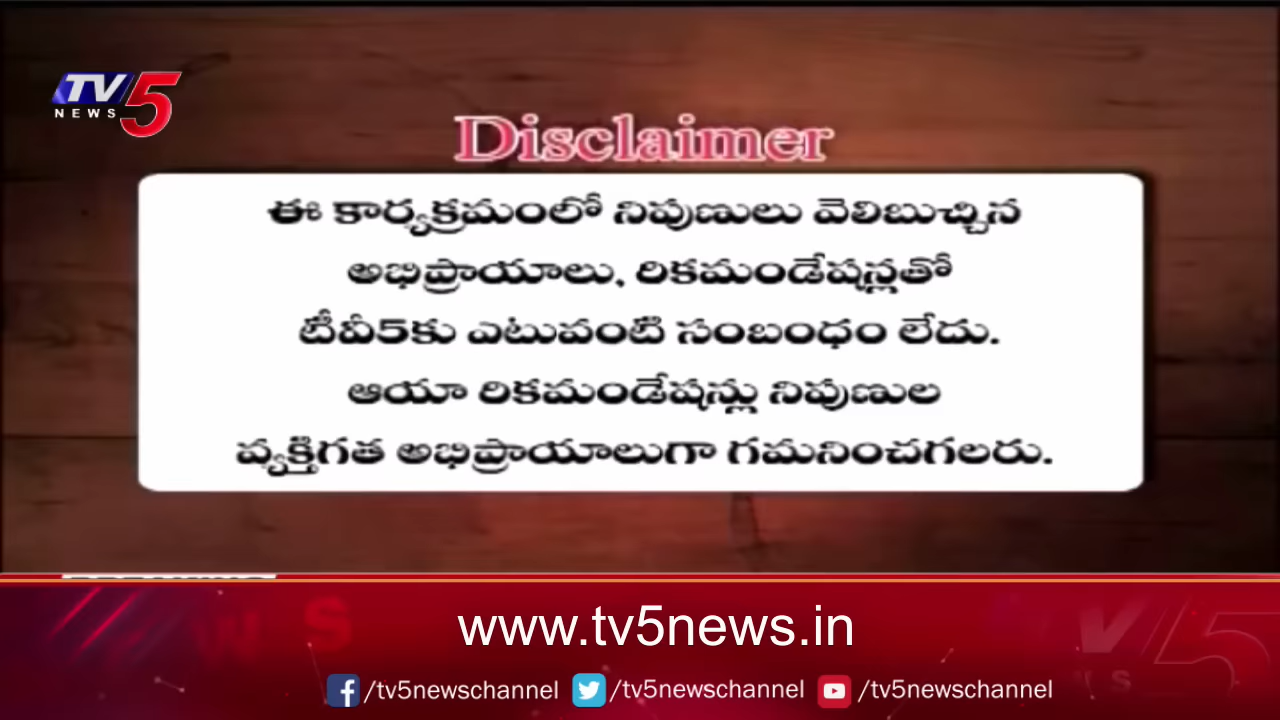 TV5
NEWS
Disclaimer
ఈ కార్యక్రమంలో నిపుణులు వెలిబుచ్చిన
అభిప్రాయాలు, రికమండేషన్లతో
టీవీ5కు ఎటువంటి సంబంధం లేదు.
ఆయా రికమండేషన్లు నిపుణుల
వ్యక్తిగత అభిప్రాయాలుగా గమనించగలరు.
www.tv5news.in
/tv5newschannel /tv5newschannel /tv5newschannel